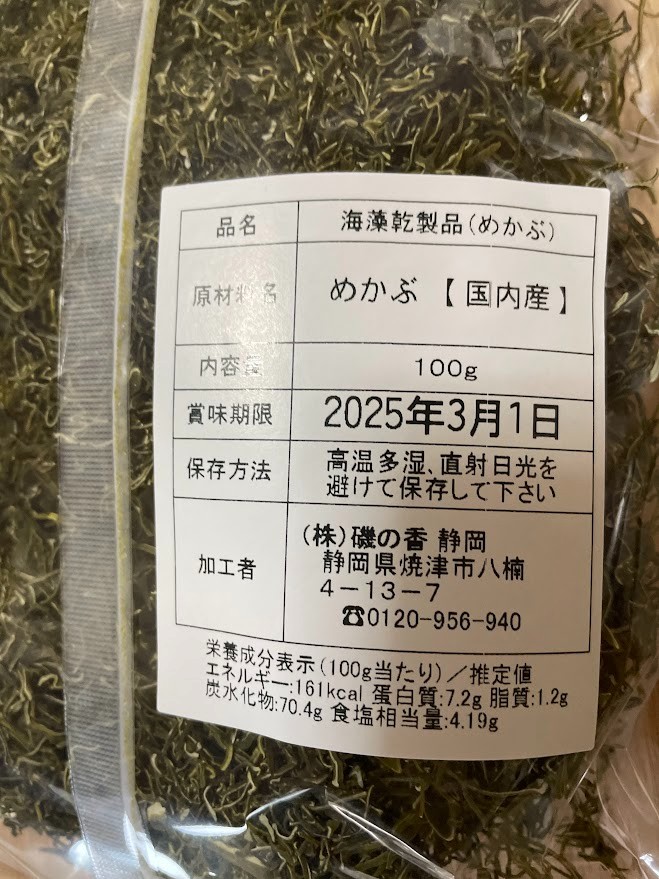 品名 海藻乾製品(めかぶ)
原材料名 めかぶ 【国内産】
内容量 100g
賞味期限 2025年3月1日
保存方法 高温多湿、直射日光を
避けて保存して下さい
加工者 (株)磯の香 静岡
静岡県焼津市八楠
4-13-7
☎0120-956-940
栄養成分表示(100g当たり)/推定値
エネルギー:161kcal 蛋白質:7.2g 脂質:1.2g
炭水化物:70.4g 食塩相当量:4.19g